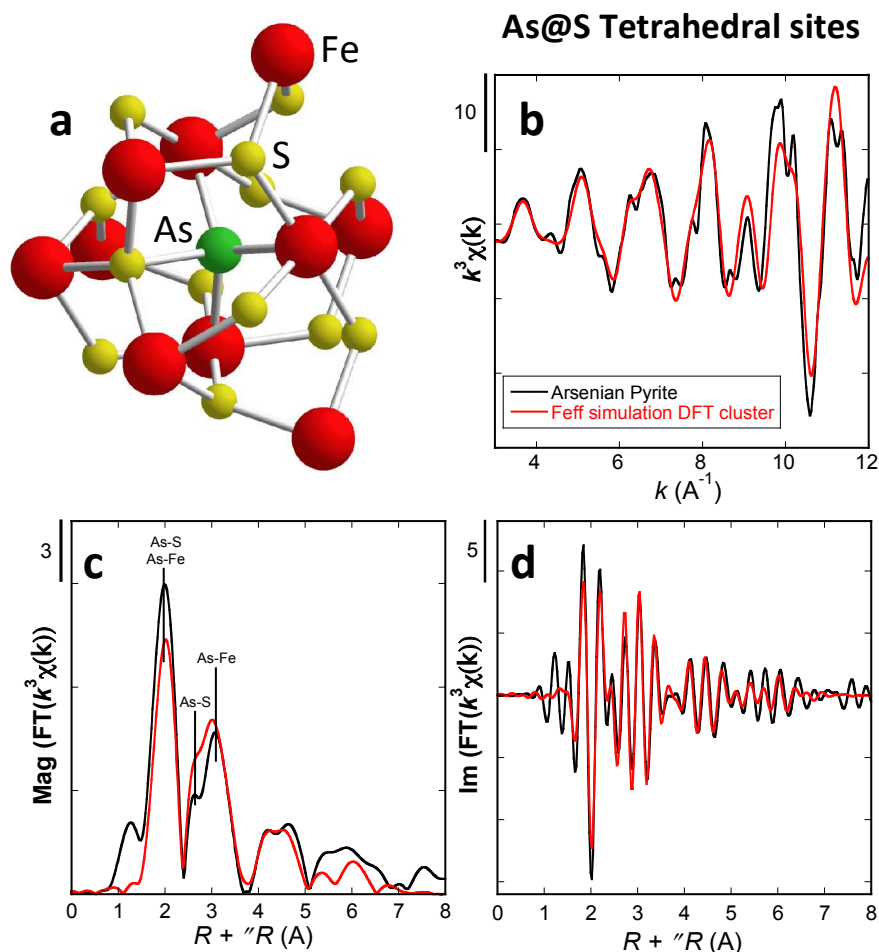 As@S Tetrahedral sites
a
Fe
S
As
b
10
k³χ(k)
Arsenian Pyrite
Feff simulation DFT cluster
4 6 8 10 12
k (A⁻¹)
c
3
As-S
As-Fe
As-S
As-Fe
Mag (FT(k³χ(k))
0 1 2 3 4 5 6 7 8
R + "R (A)
d
5
Im (FT(k³χ(k))
0 1 2 3 4 5 6 7 8
R + "R (A)